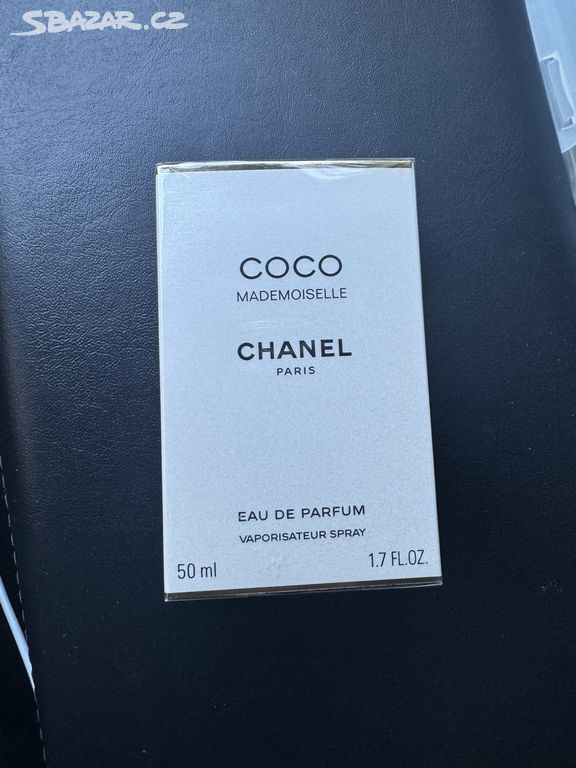 SBAZAR.CZ
COCO
MADEMOISELLE
CHANEL
PARIS
EAU DE PARFUM
VAPORISATEUR SPRAY
50 ml 1.7 FL.OZ.